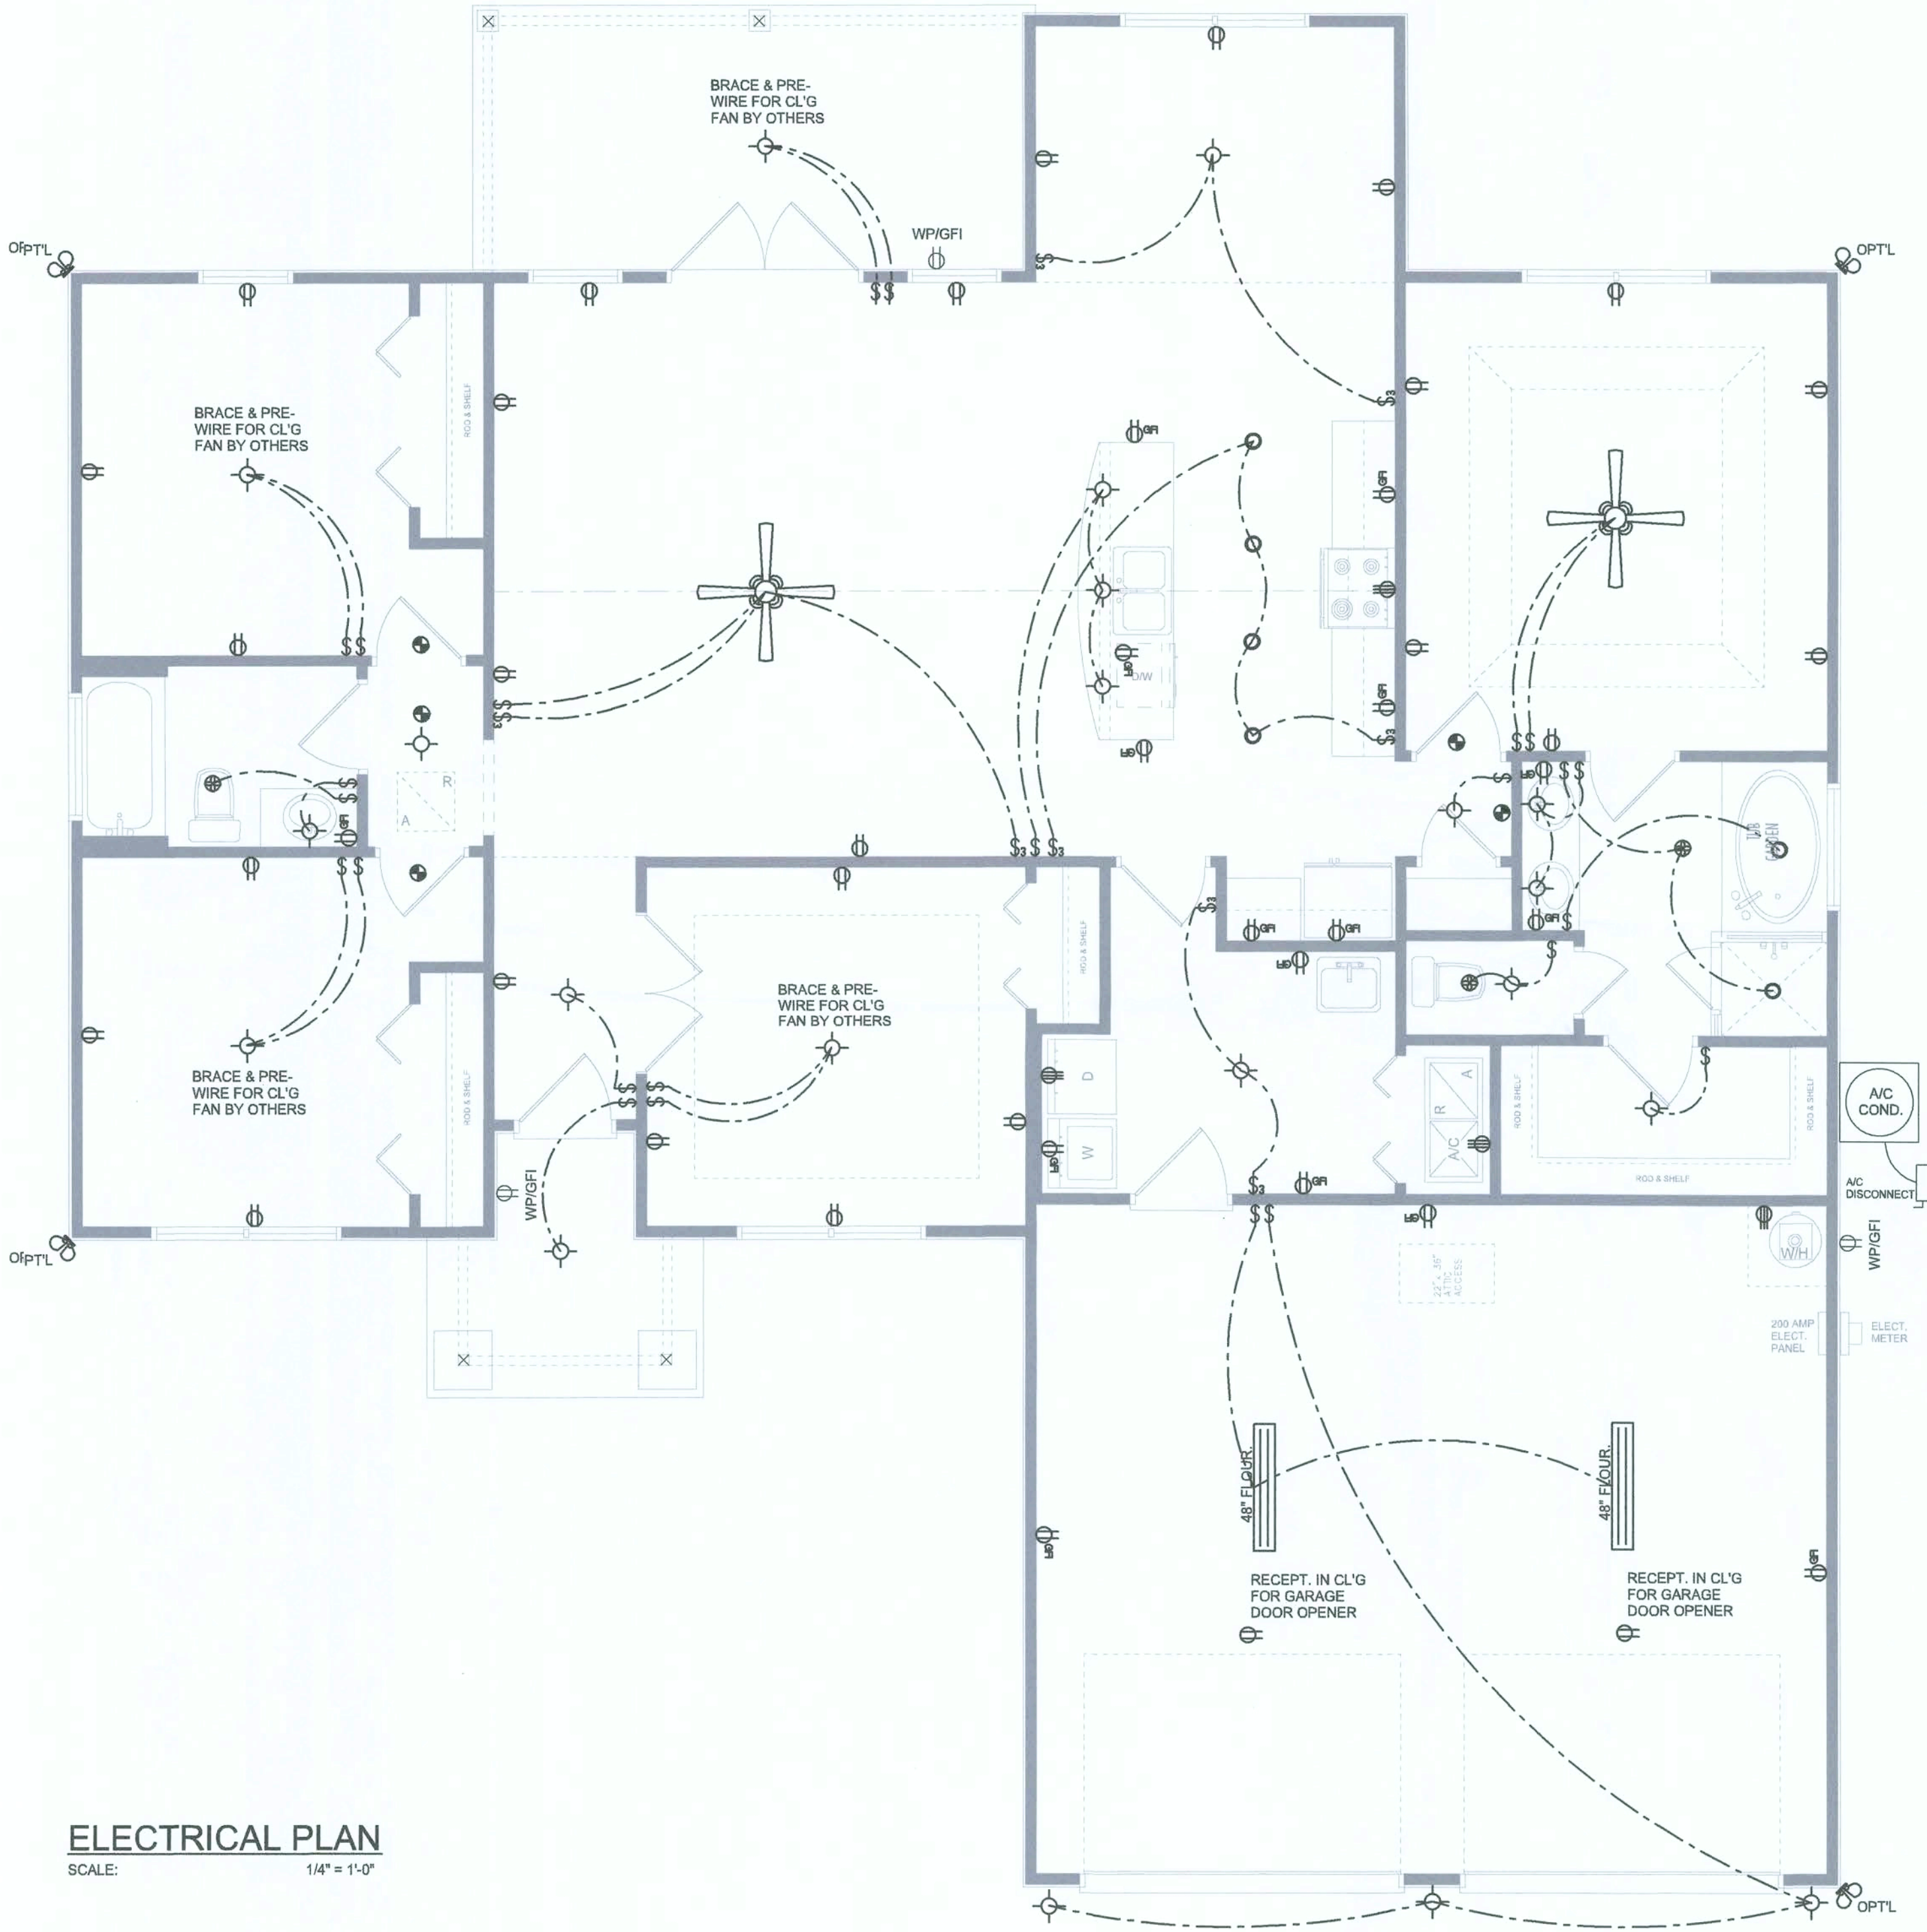 BRACE & PRE-
WIRE FOR CL'G
FAN BY OTHERS
WP/GFI
OPT'L
OPT'L
BRACE & PRE-
WIRE FOR CL'G
FAN BY OTHERS
ROD & SHELF
GFI
GFI
GFI
D/W
GFI
GFI
R
A
GFI
GFI
GARDEN
TUB
GFI
GFI
GFI
GFI
ROD & SHELF
BRACE & PRE-
WIRE FOR CL'G
FAN BY OTHERS
BRACE & PRE-
WIRE FOR CL'G
FAN BY OTHERS
ROD & SHELF
WP/GFI
D
W
GFI
GFI
A
R
A/C
ROD & SHELF
ROD & SHELF
ROD & SHELF
A/C
COND.
A/C
DISCONNECT
WP/GFI
OPT'L
GFI
22" x 36"
ATTIC
ACCESS
W/H
200 AMP
ELECT.
PANEL
ELECT.
METER
48" FLOUR.
48" FLOUR.
GFI
GFI
RECEPT. IN CL'G
FOR GARAGE
DOOR OPENER
RECEPT. IN CL'G
FOR GARAGE
DOOR OPENER
ELECTRICAL PLAN
SCALE: 1/4" = 1'-0"
OPT'L